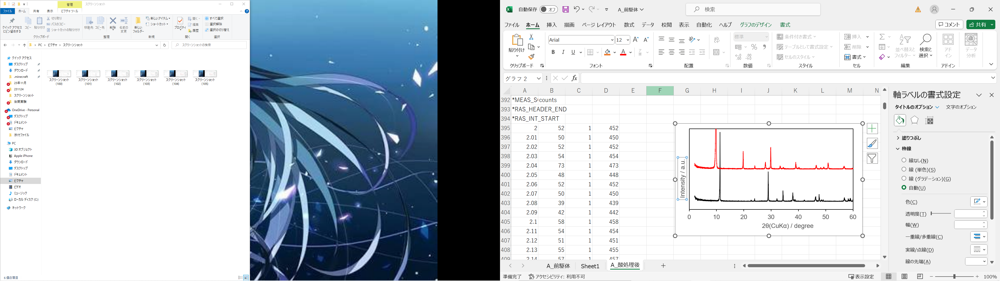 管理
スクリーンショット
ファイル ホーム 共有 表示 ピクチャ ツール
クイック アクセスにピン留めする
コピー
貼り付け
切り取り
パスのコピー
ショートカットの貼り付け
クリップボード
移動先 コピー先 削除 名前の変更
整理
新しいフォルダー
新しいアイテム
ショートカット
新規
プロパティ
開く
編集
履歴
開く
すべて選択
選択解除
選択の切り替え
選択
PC › ピクチャ › スクリーンショット
スクリーンショットの検索
クイック アクセス
デスクトップ
ダウンロード
.minecraft
23年11月
231124
スクリーンショット
後期実験
OneDrive - Personal
デスクトップ
ドキュメント
ピクチャ
添付ファイル
PC
3D オブジェクト
Apple iPhone
ダウンロード
デスクトップ
ドキュメント
ピクチャ
ビデオ
ミュージック
ローカル ディスク (C:)
ネットワーク
スクリーンショット (100)
スクリーンショット (101)
スクリーンショット (102)
スクリーンショット (103)
スクリーンショット (104)
スクリーンショット (105)
6 個の項目
自動保存 オフ
A_前駆体
検索
ファイル ホーム 挿入 描画 ページ レイアウト 数式 データ 校閲 表示 自動化 ヘルプ グラフのデザイン 書式
コメント
共有
貼り付け
クリップボード
Arial 12
B I U
フォント
配置
標準
数値
条件付き書式
テーブルとして書式設定
セルのスタイル
スタイル
挿入
削除
書式
セル
並べ替えとフィルター
検索と選択
編集
アドイン
アドイン
データ分析
グラフ 2
fx
A B C D E F G H I J K L M N
392 *MEAS_S counts
393 *RAS_HEADER_END
394 *RAS_INT_START
395 2 52 1 452
396 2.01 50 1 450
397 2.02 52 1 452
398 2.03 54 1 454
399 2.04 73 1 473
400 2.05 48 1 448
401 2.06 52 1 452
402 2.07 50 1 450
403 2.08 39 1 439
404 2.09 42 1 442
405 2.1 58 1 458
406 2.11 54 1 454
407 2.12 51 1 451
408 2.13 55 1 455
409 2.14 57 1 457
Intensity / a.u.
0 10 20 30 40 50 60
2θ(CuKα) / degree
軸ラベルの書式設定
タイトルのオプション 文字のオプション
塗りつぶし
枠線
線なし(N)
線 (単色)(S)
線 (グラデーション)(G)
自動(U)
色(C)
透明度(T)
幅(W)
一重線/多重線(C)
実線/点線(D)
線の先端(A)
A_前駆体 Sheet1 A_酸処理後
準備完了
アクセシビリティ: 利用不可
表示設定
100%